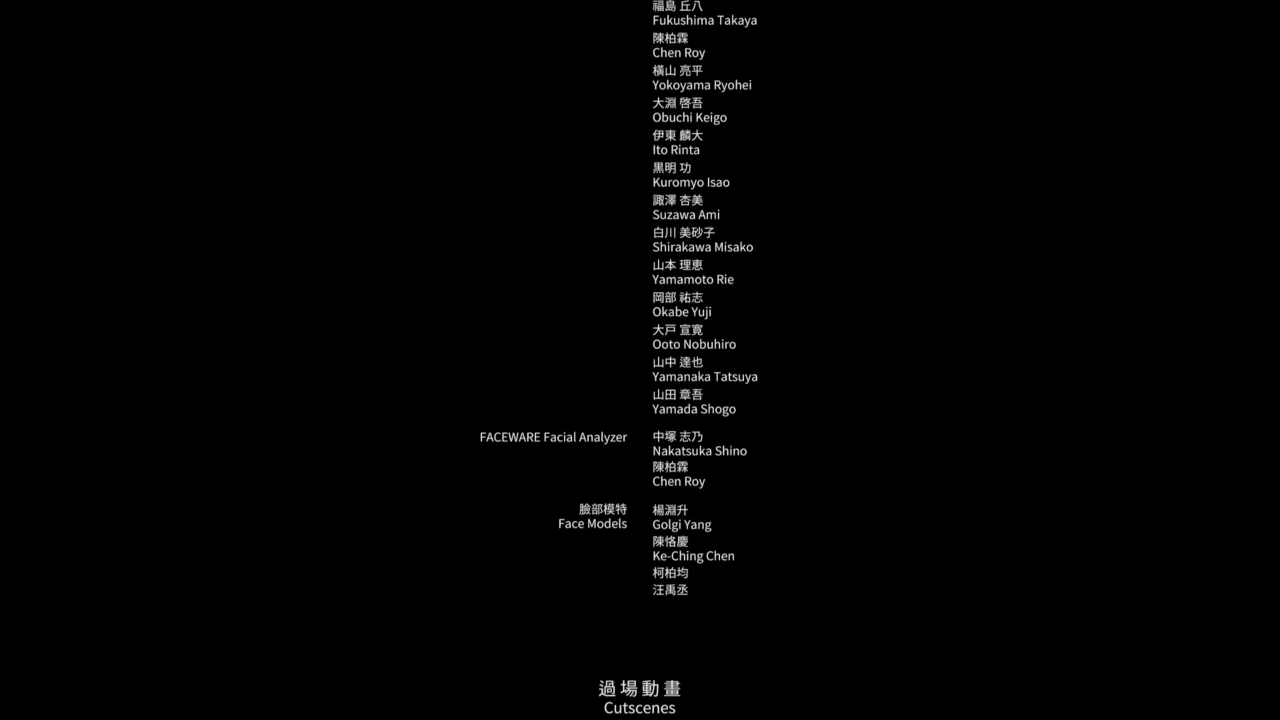 福島 丘八
Fukushima Takaya
陳柏霖
Chen Roy
横山 亮平
Yokoyama Ryohei
大淵 啓吾
Obuchi Keigo
伊東 麟大
Ito Rinta
黒明 功
Kuromyo Isao
諏澤 杏美
Suzawa Ami
白川 美砂子
Shirakawa Misako
山本 理恵
Yamamoto Rie
岡部 祐志
Okabe Yuji
大戸 宣寛
Ooto Nobuhiro
山中 達也
Yamanaka Tatsuya
山田 章吾
Yamada Shogo
FACEWARE Facial Analyzer
中塚 志乃
Nakatsuka Shino
陳柏霖
Chen Roy
臉部模特
Face Models
楊淵升
Golgi Yang
陳恪慶
Ke-Ching Chen
柯柏均
汪禹丞
過場動畫
Cutscenes